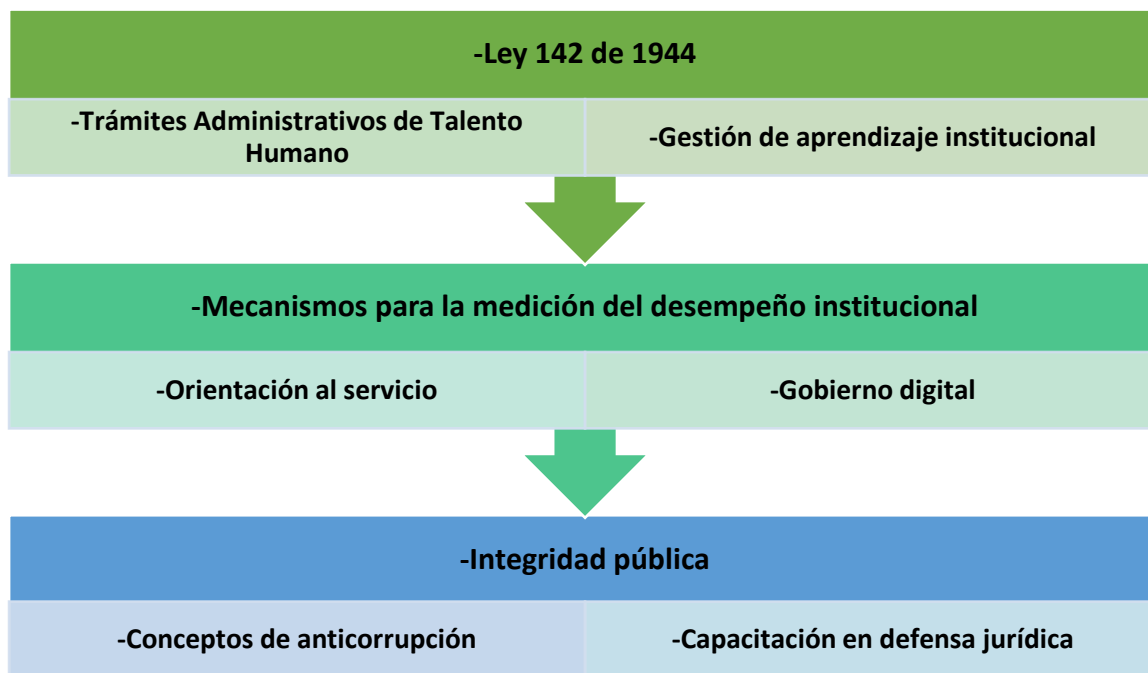 -Ley 142 de 1944
-Trámites Administrativos de Talento
Humano
-Gestión de aprendizaje institucional
-Mecanismos para la medición del desempeño institucional
-Orientación al servicio
-Gobierno digital
-Integridad pública
-Conceptos de anticorrupción
-Capacitación en defensa jurídica